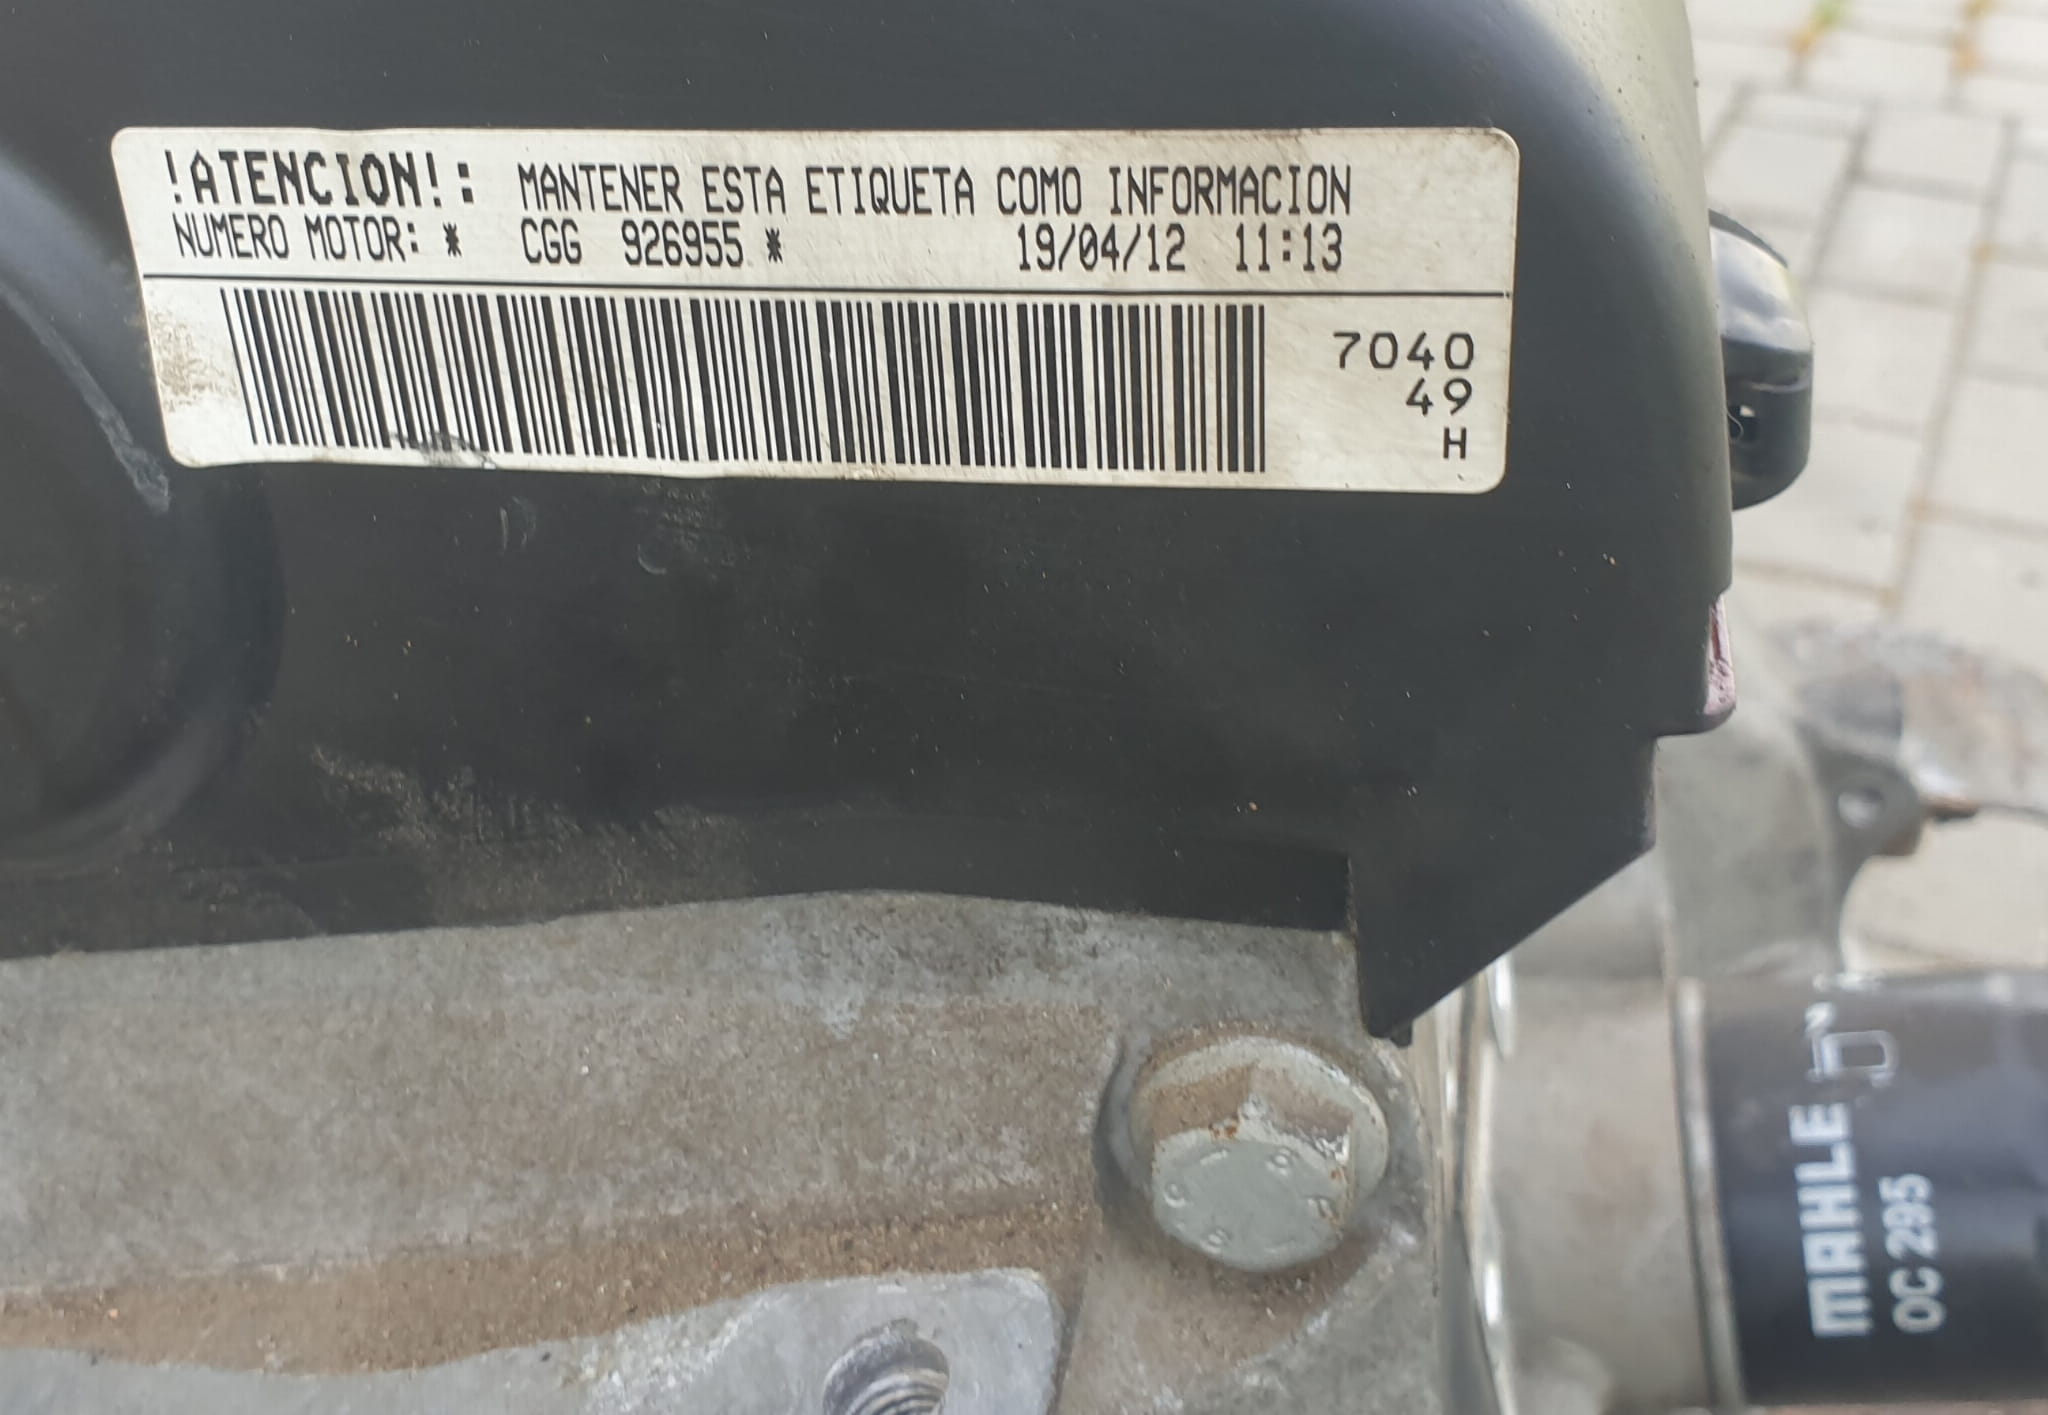 !ATENCION!: MANTENER ESTA ETIQUETA COMO INFORMACION
NUMERO MOTOR: * CGG 926955 * 19/04/12 11:13
7040
49
H
MAHLE
OC 295